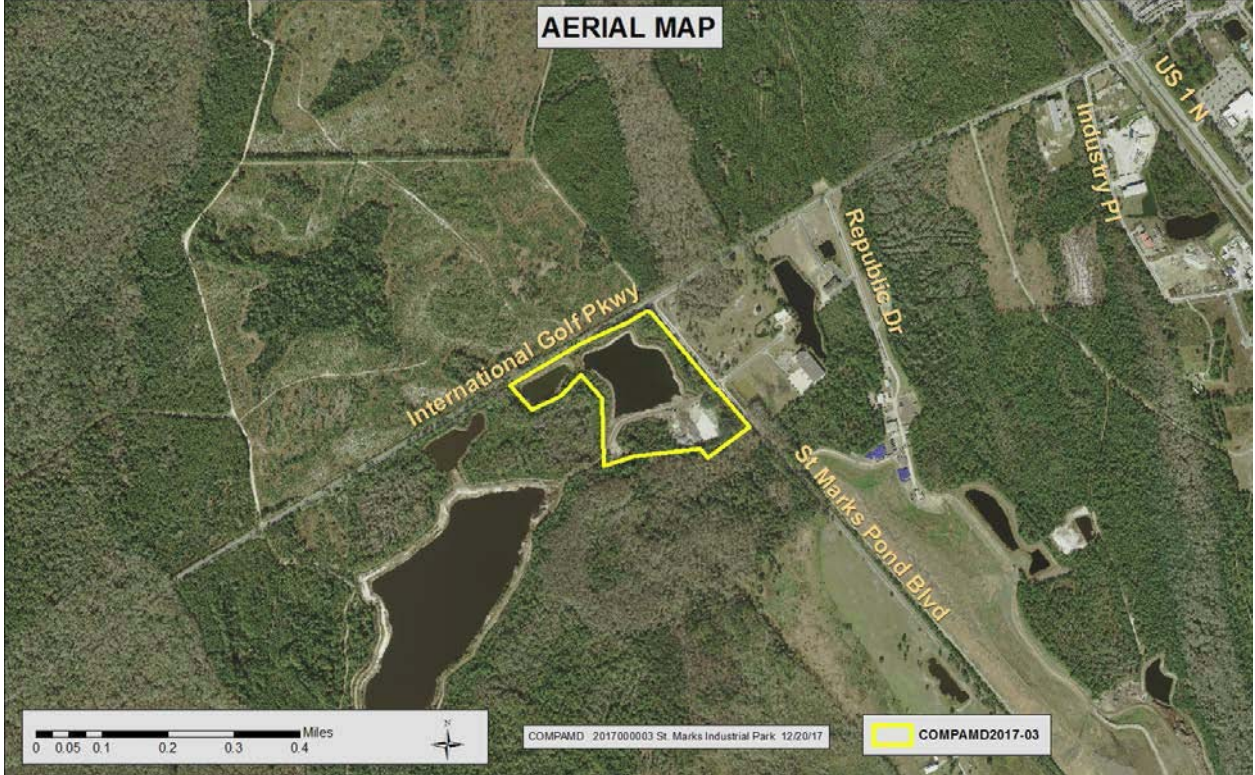 AERIAL MAP
US 1 N
Industry Pl
Republic Dr
International Golf Pkwy
St Marks Pond Blvd
Miles
0 0.05 0.1 0.2 0.3 0.4
N
COMPAMD 2017000003 St. Marks Industrial Park 12/20/17
COMPAMD2017-03